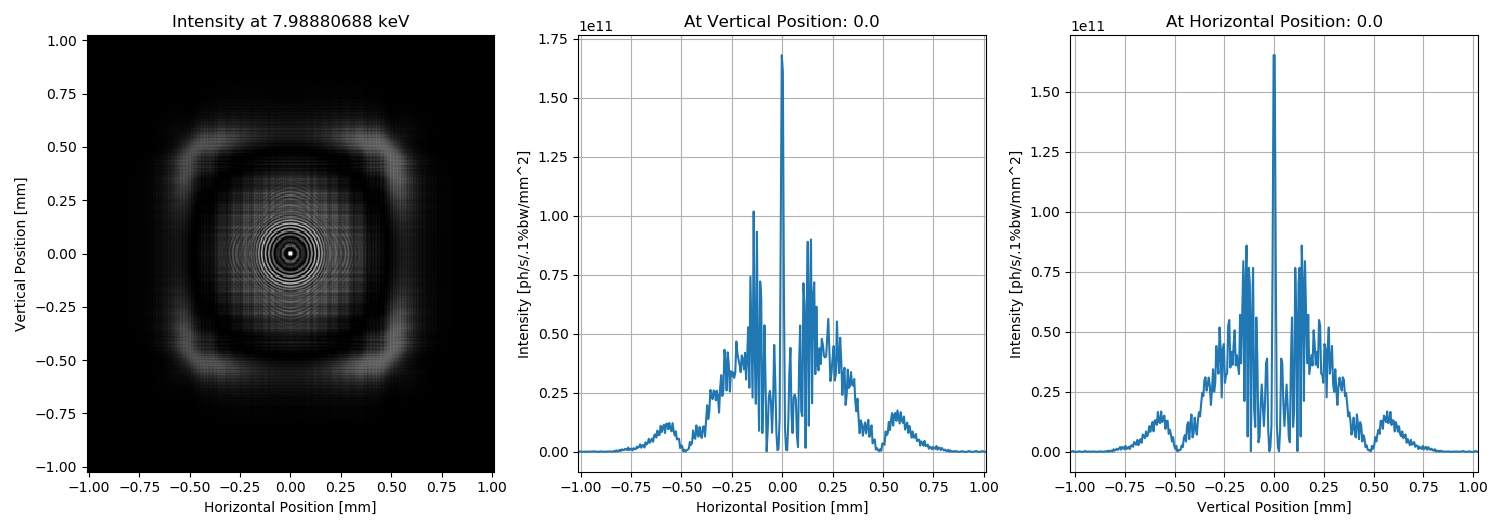 Intensity at 7.98880688 keV
1.00
0.75
0.50
0.25
0.00
−0.25
−0.50
−0.75
−1.00
Vertical Position [mm]
−1.00 −0.75 −0.50 −0.25 0.00 0.25 0.50 0.75 1.00
Horizontal Position [mm]
At Vertical Position: 0.0
1e11
1.75
1.50
1.25
1.00
0.75
0.50
0.25
0.00
Intensity [ph/s/.1%bw/mm^2]
−1.00 −0.75 −0.50 −0.25 0.00 0.25 0.50 0.75 1.00
Horizontal Position [mm]
At Horizontal Position: 0.0
1e11
1.50
1.25
1.00
0.75
0.50
0.25
0.00
Intensity [ph/s/.1%bw/mm^2]
−1.00 −0.75 −0.50 −0.25 0.00 0.25 0.50 0.75 1.00
Vertical Position [mm]